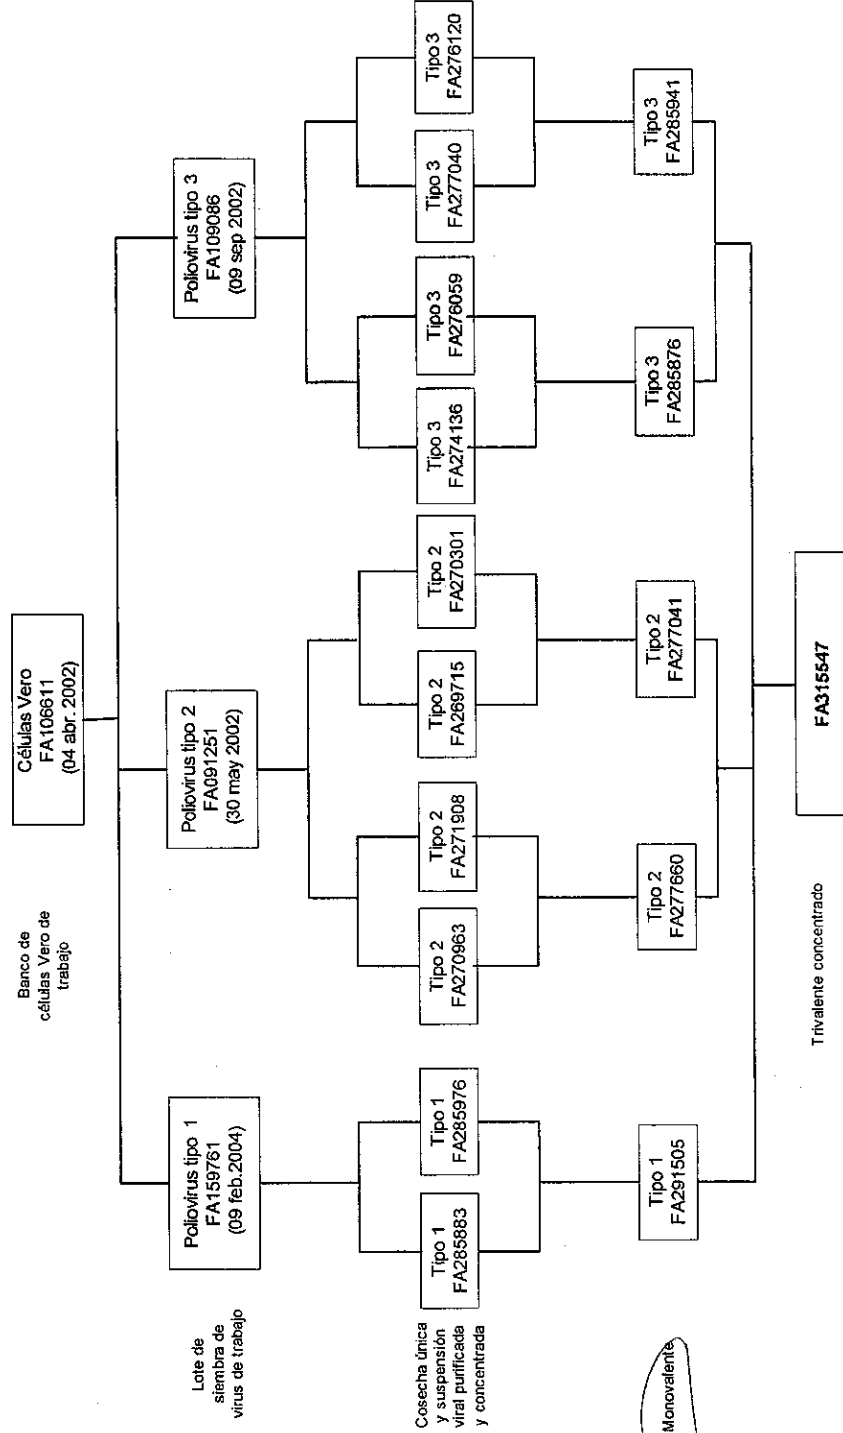 Banco de
células Vero de
trabajo
Células Vero
FA106611
(04 abr. 2002)
Lote de
siembra de
virus de trabajo
Poliovirus tipo 1
FA159761
(09 feb.2004)
Poliovirus tipo 2
FA091251
(30 may 2002)
Poliovirus tipo 3
FA109086
(09 sep 2002)
Cosecha única
y suspensión
viral purificada
y concentrada
Tipo 1
FA285883
Tipo 1
FA285976
Tipo 2
FA270963
Tipo 2
FA271908
Tipo 2
FA269715
Tipo 2
FA270301
Tipo 3
FA274136
Tipo 3
FA276059
Tipo 3
FA277040
Tipo 3
FA276120
Monovalente
Tipo 1
FA291505
Tipo 2
FA277660
Tipo 2
FA277041
Tipo 3
FA285876
Tipo 3
FA285941
Trivalente concentrado
FA315547